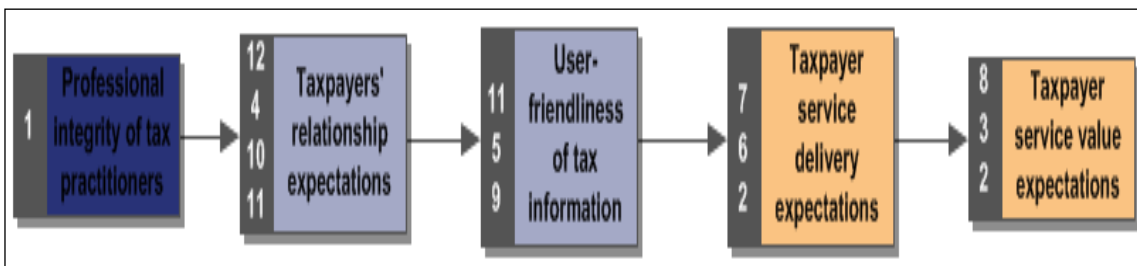 1
Professional
integrity of tax
practitioners
12
4
10
11
Taxpayers'
relationship
expectations
11
5
9
User-
friendliness
of tax
information
7
6
2
Taxpayer
service
delivery
expectations
8
3
2
Taxpayer
service value
expectations